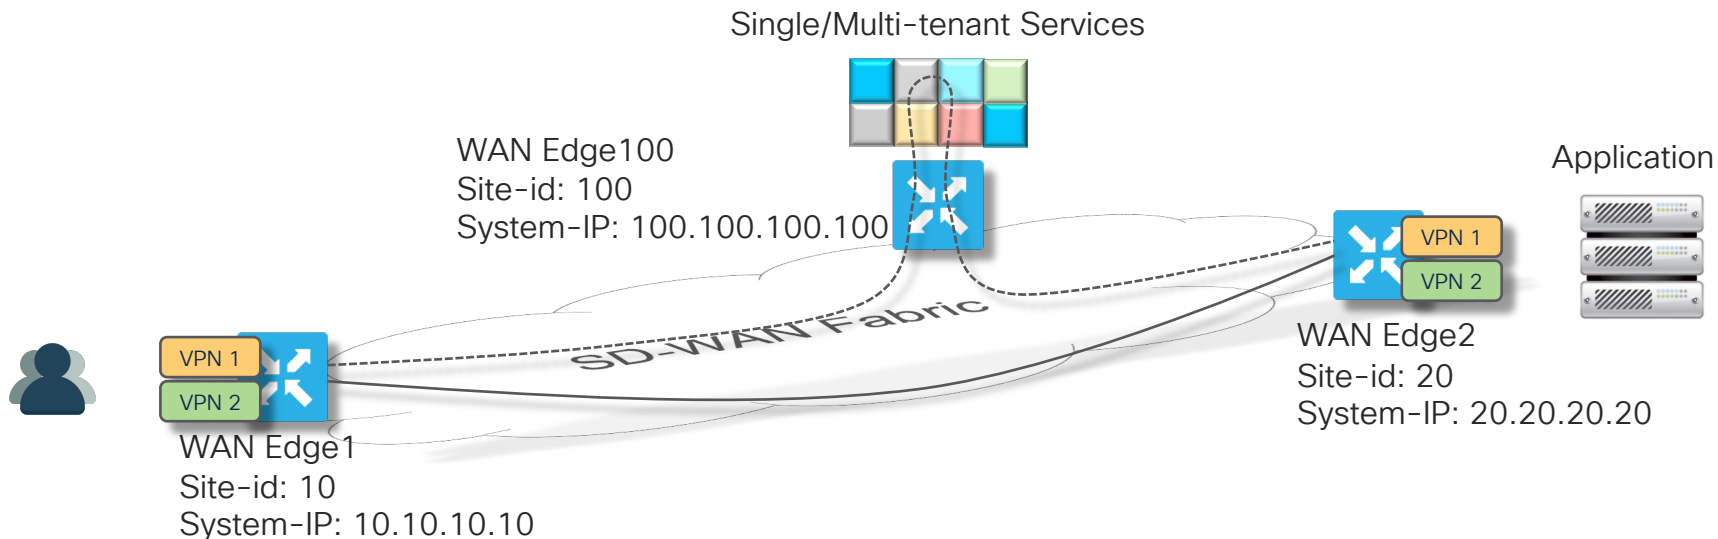 Single/Multi-tenant Services
WAN Edge100
Site-id: 100
System-IP: 100.100.100.100
Application
VPN 1
VPN 2
SD-WAN Fabric
WAN Edge2
Site-id: 20
System-IP: 20.20.20.20
VPN 1
VPN 2
WAN Edge1
Site-id: 10
System-IP: 10.10.10.10